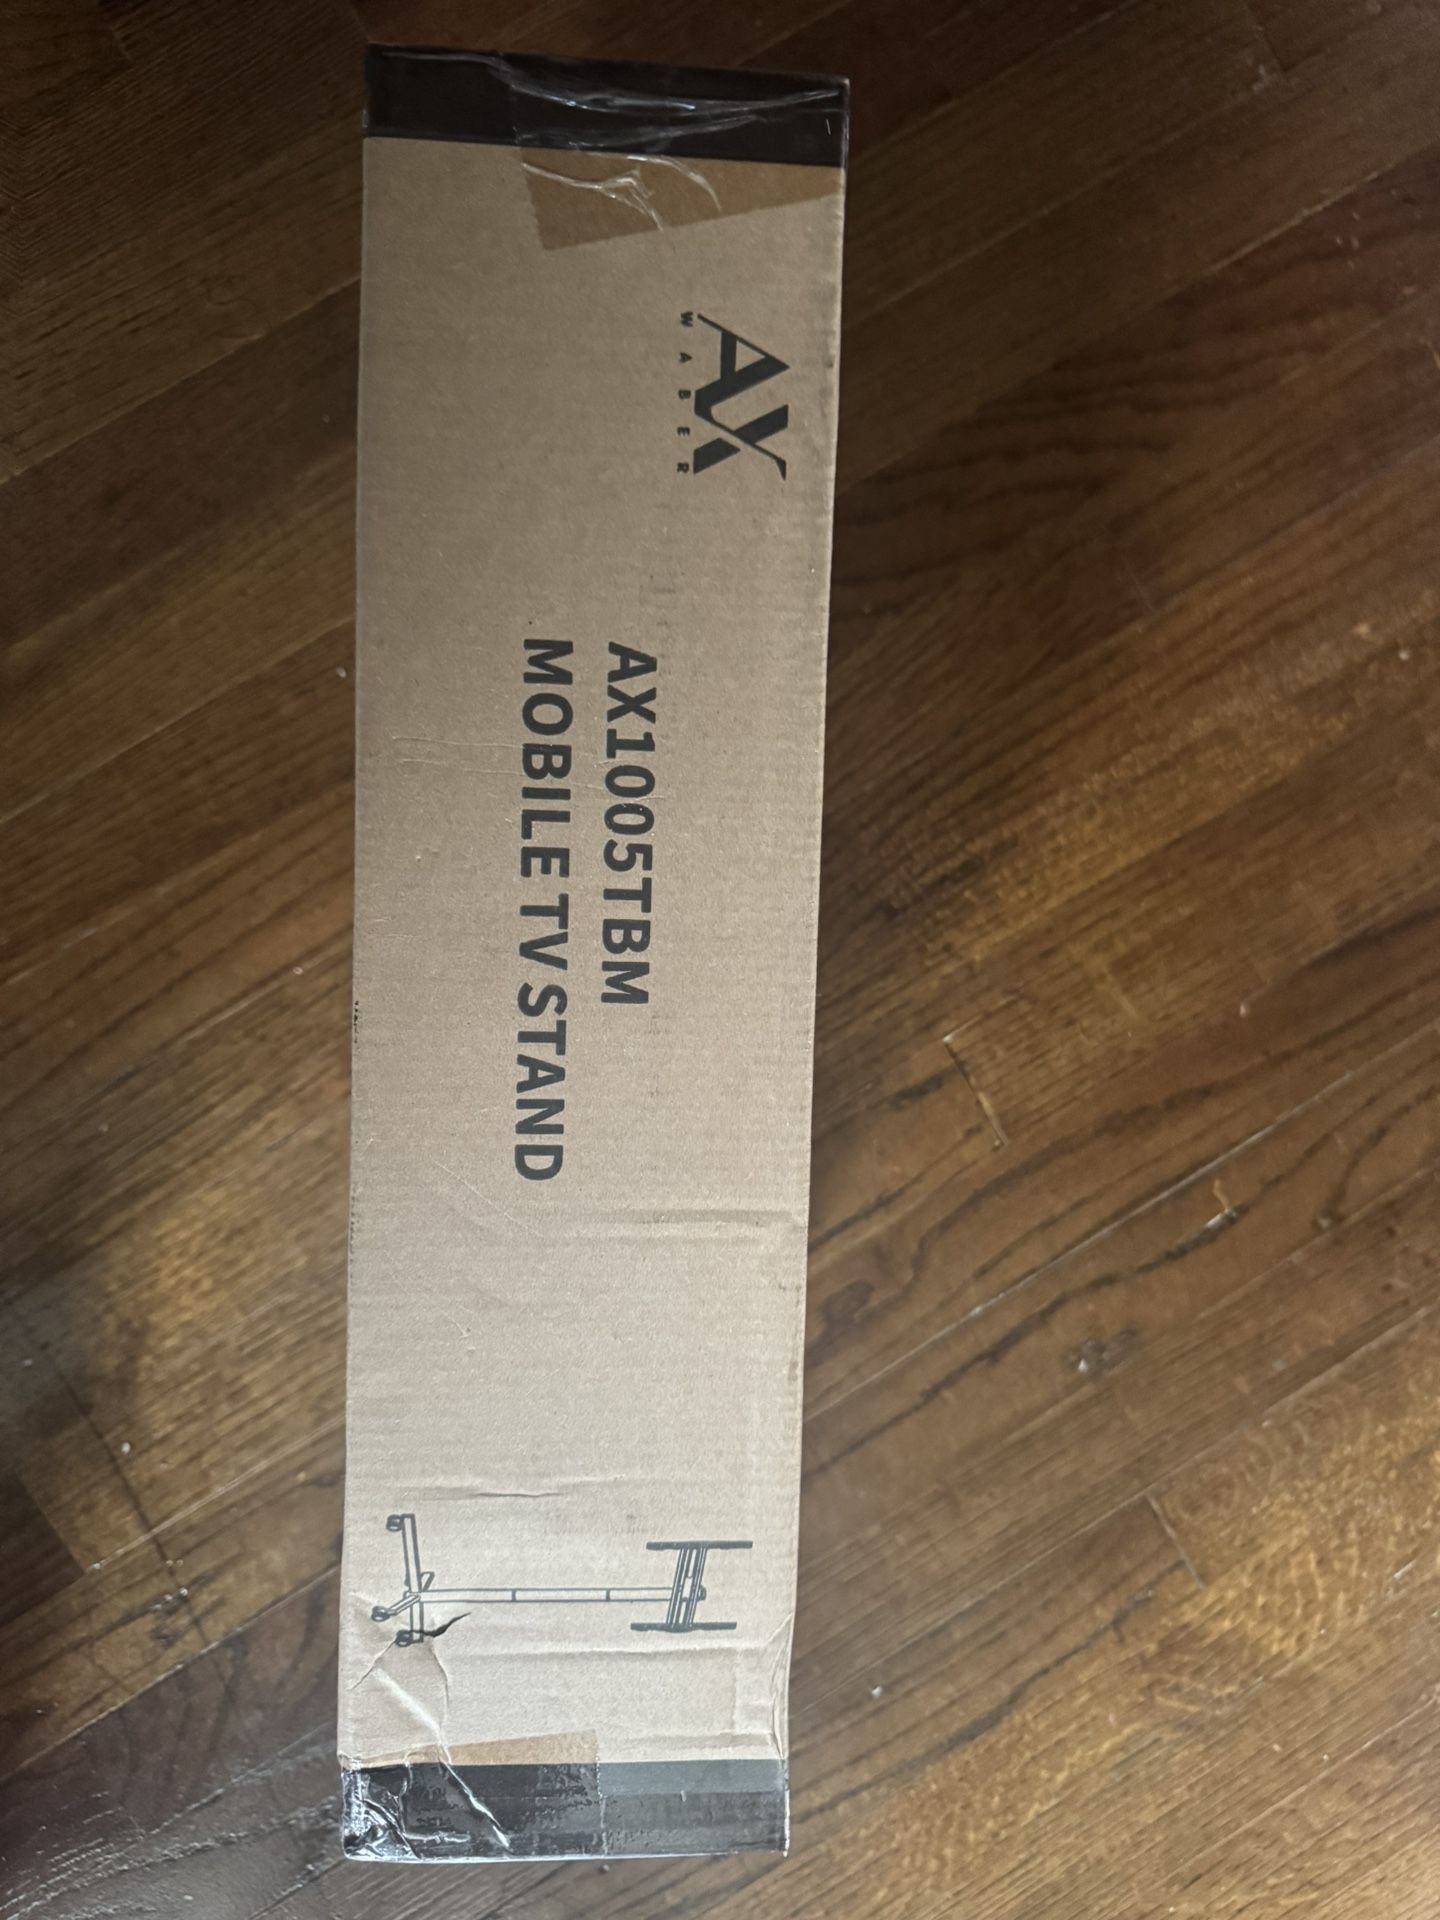 AX
WABER
AX1005TBM
MOBILE TV STAND